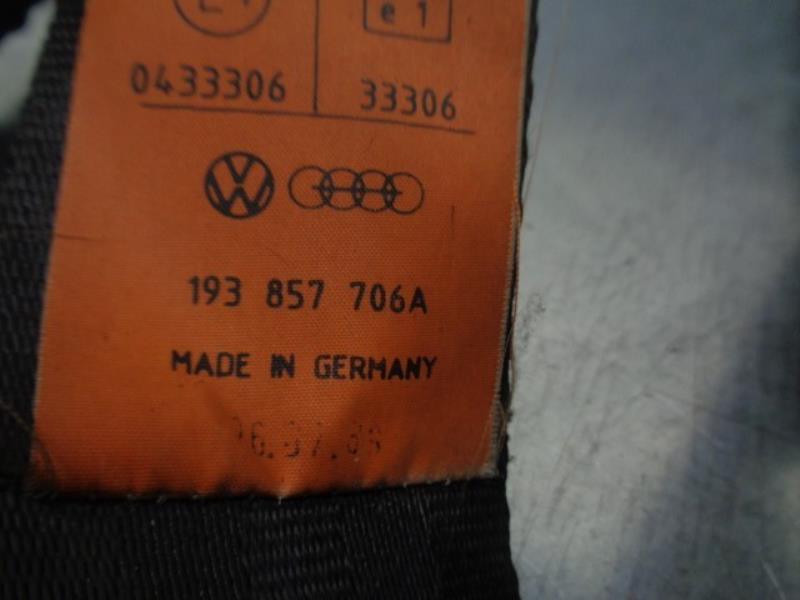 e 1
0433306 33306
193 857 706A
MADE IN GERMANY